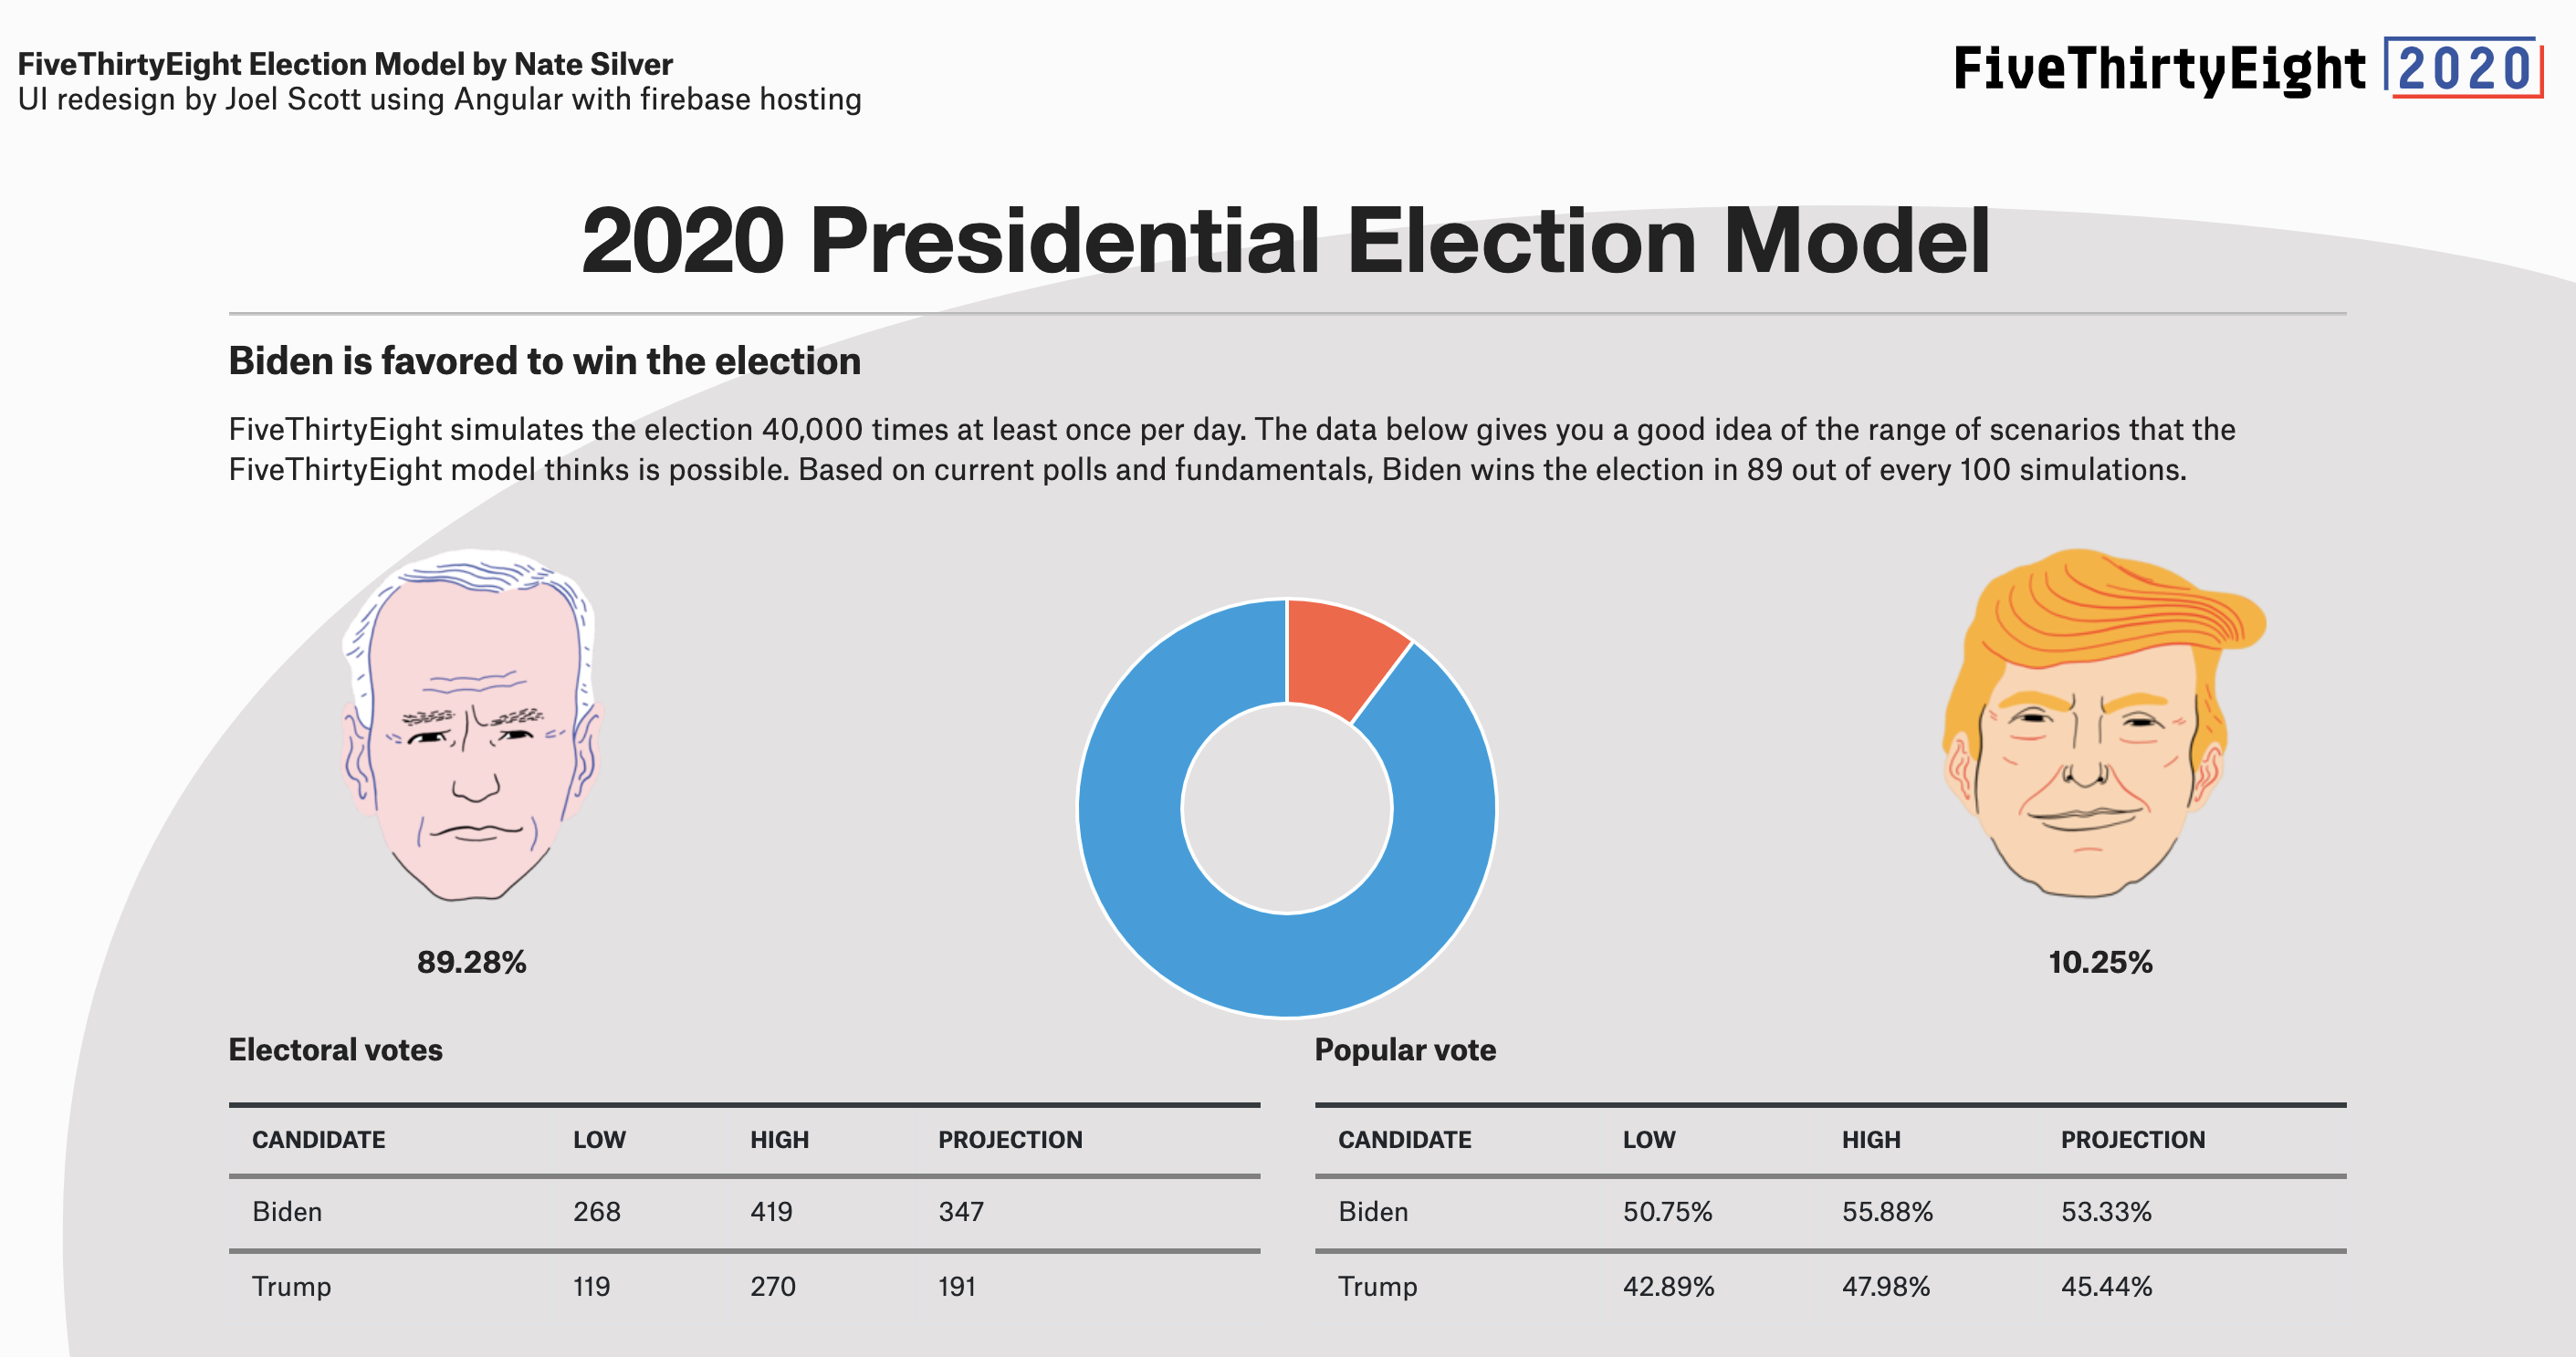 FiveThirtyEight Election Model by Nate Silver
UI redesign by Joel Scott using Angular with firebase hosting
FiveThirtyEight 2020
2020 Presidential Election Model
Biden is favored to win the election
FiveThirtyEight simulates the election 40,000 times at least once per day. The data below gives you a good idea of the range of scenarios that the
FiveThirtyEight model thinks is possible. Based on current polls and fundamentals, Biden wins the election in 89 out of every 100 simulations.
89.28%
10.25%
Electoral votes
CANDIDATE LOW HIGH PROJECTION
Biden 268 419 347
Trump 119 270 191
Popular vote
CANDIDATE LOW HIGH PROJECTION
Biden 50.75% 55.88% 53.33%
Trump 42.89% 47.98% 45.44%